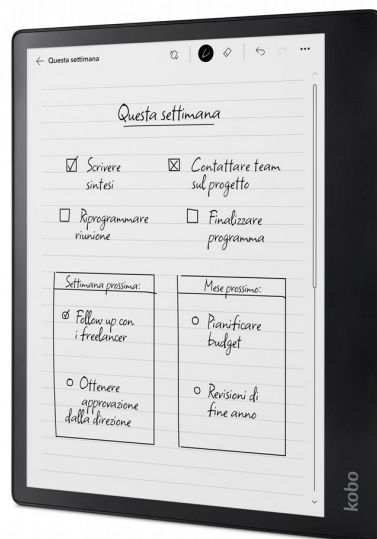 Questa settimana
Questa settimana
Scrivere
sintesi
Contattare team
sul progetto
Riprogrammare
riunione
Finalizzare
programma
Settimana prossima:
Follow up con
i freelancer
Ottenere
approvazione
dalla direzione
Mese prossimo:
Pianificare
budget
Revisioni di
fine anno
kobo